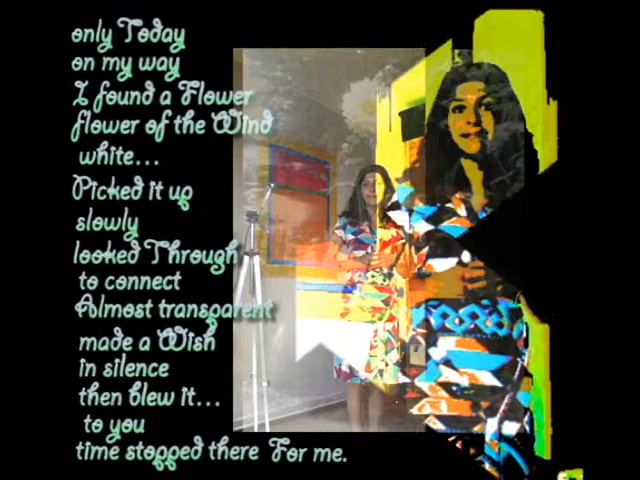 only Today
on my way
I found a Flower
flower of the Wind
white...
Picked it up
slowly
looked Through
to connect
Almost transparent
made a Wish
in silence
then blew it...
to you
time stopped there For me.